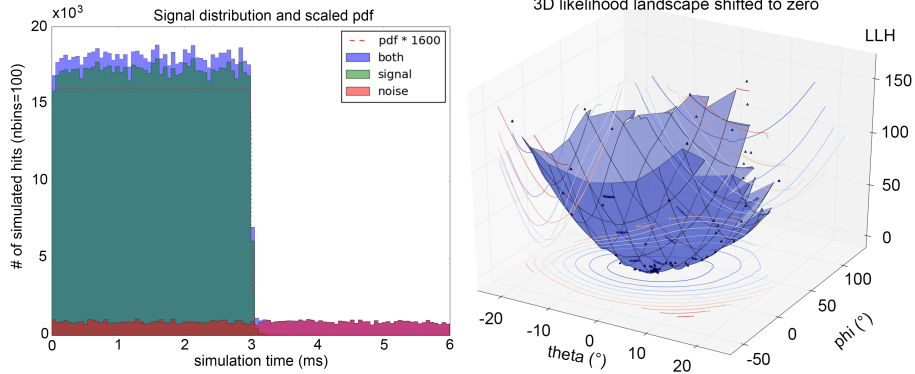 Signal distribution and scaled pdf
x10³
20
15
10
5
0
# of simulated hits (nbins=100)
pdf * 1600
both
signal
noise
0 1 2 3 4 5 6
simulation time (ms)
3D likelihood landscape shifted to zero
LLH
150
100
50
0
-20 -10 0 10 20
theta (°)
-50 0 50 100
phi (°)